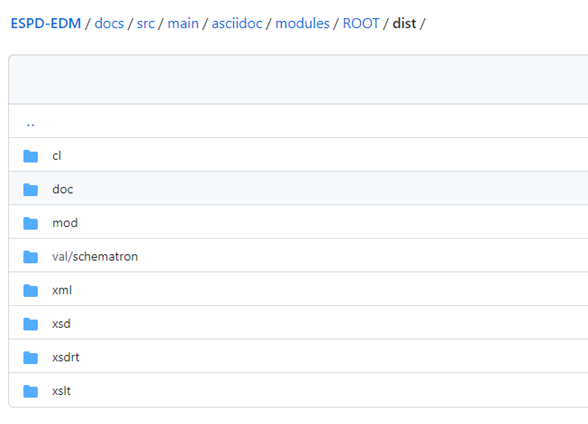 ESPD-EDM / docs / src / main / asciidoc / modules / ROOT / dist /
..
cl
doc
mod
val/schematron
xml
xsd
xsdrt
xslt